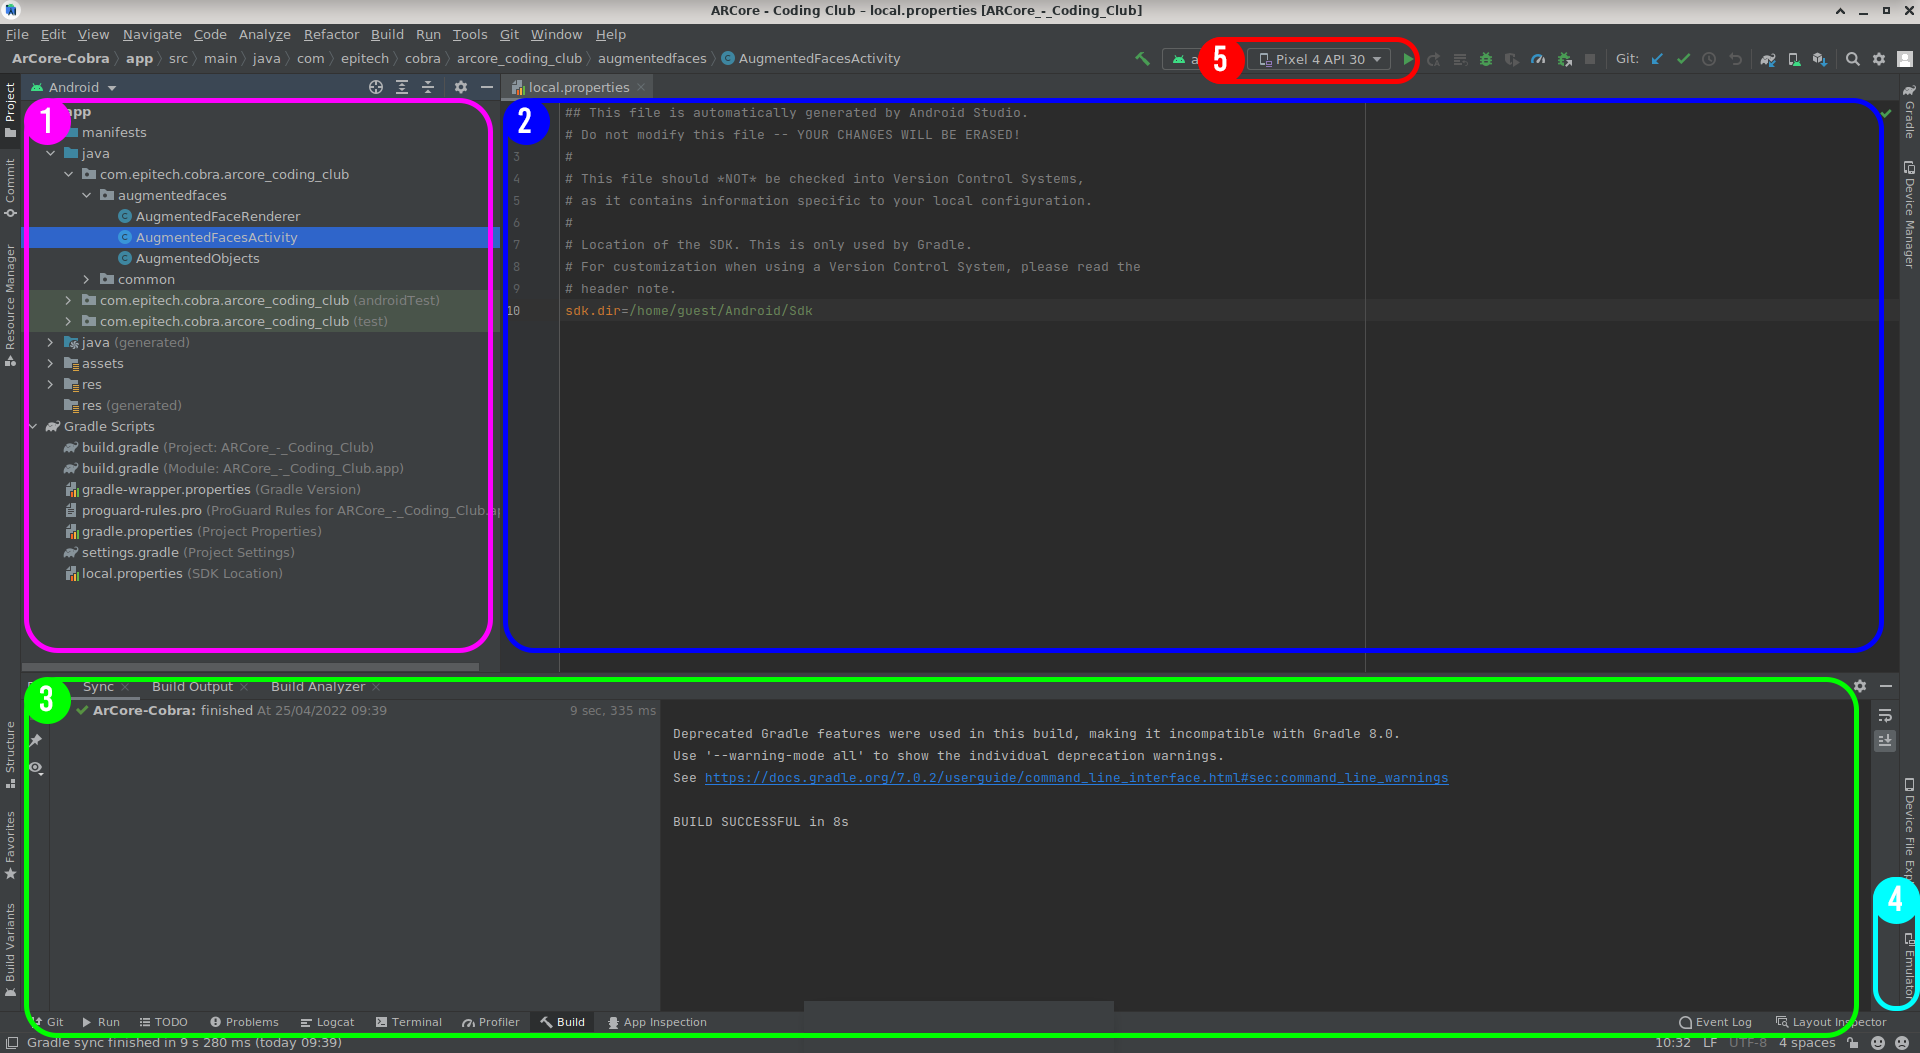 ARCore - Coding Club – local.properties [ARCore_-_Coding_Club]
File Edit View Navigate Code Analyze Refactor Build Run Tools Git Window Help
ArCore-Cobra app src main java com epitech cobra arcore_coding_club augmentedfaces AugmentedFacesActivity
5
Pixel 4 API 30
Git:
Project
Commit
Resource Manager
Structure
Favorites
Build Variants
Android
1
manifests
java
com.epitech.cobra.arcore_coding_club
augmentedfaces
AugmentedFaceRenderer
AugmentedFacesActivity
AugmentedObjects
common
com.epitech.cobra.arcore_coding_club (androidTest)
com.epitech.cobra.arcore_coding_club (test)
java (generated)
assets
res
res (generated)
Gradle Scripts
build.gradle (Project: ARCore_-_Coding_Club)
build.gradle (Module: ARCore_-_Coding_Club.app)
gradle-wrapper.properties (Gradle Version)
proguard-rules.pro (ProGuard Rules for ARCore_-_Coding_Club
gradle.properties (Project Properties)
settings.gradle (Project Settings)
local.properties (SDK Location)
local.properties
2
## This file is automatically generated by Android Studio.
# Do not modify this file -- YOUR CHANGES WILL BE ERASED!
3 #
4 # This file should *NOT* be checked into Version Control Systems,
5 # as it contains information specific to your local configuration.
6 #
7 # Location of the SDK. This is only used by Gradle.
8 # For customization when using a Version Control System, please read the
9 # header note.
10 sdk.dir=/home/guest/Android/Sdk
Gradle
Device Manager
Device File
4
Emulator
3
Sync Build Output Build Analyzer
ArCore-Cobra: finished At 25/04/2022 09:39 9 sec, 335 ms
Deprecated Gradle features were used in this build, making it incompatible with Gradle 8.0.
Use '--warning-mode all' to show the individual deprecation warnings.
See https://docs.gradle.org/7.0.2/userguide/command_line_interface.html#sec:command_line_warnings
BUILD SUCCESSFUL in 8s
Git Run TODO Problems Logcat Terminal Profiler Build App Inspection Event Log Layout Inspector
Gradle sync finished in 9 s 280 ms (today 09:39) 10:32 LF UTF-8 4 spaces